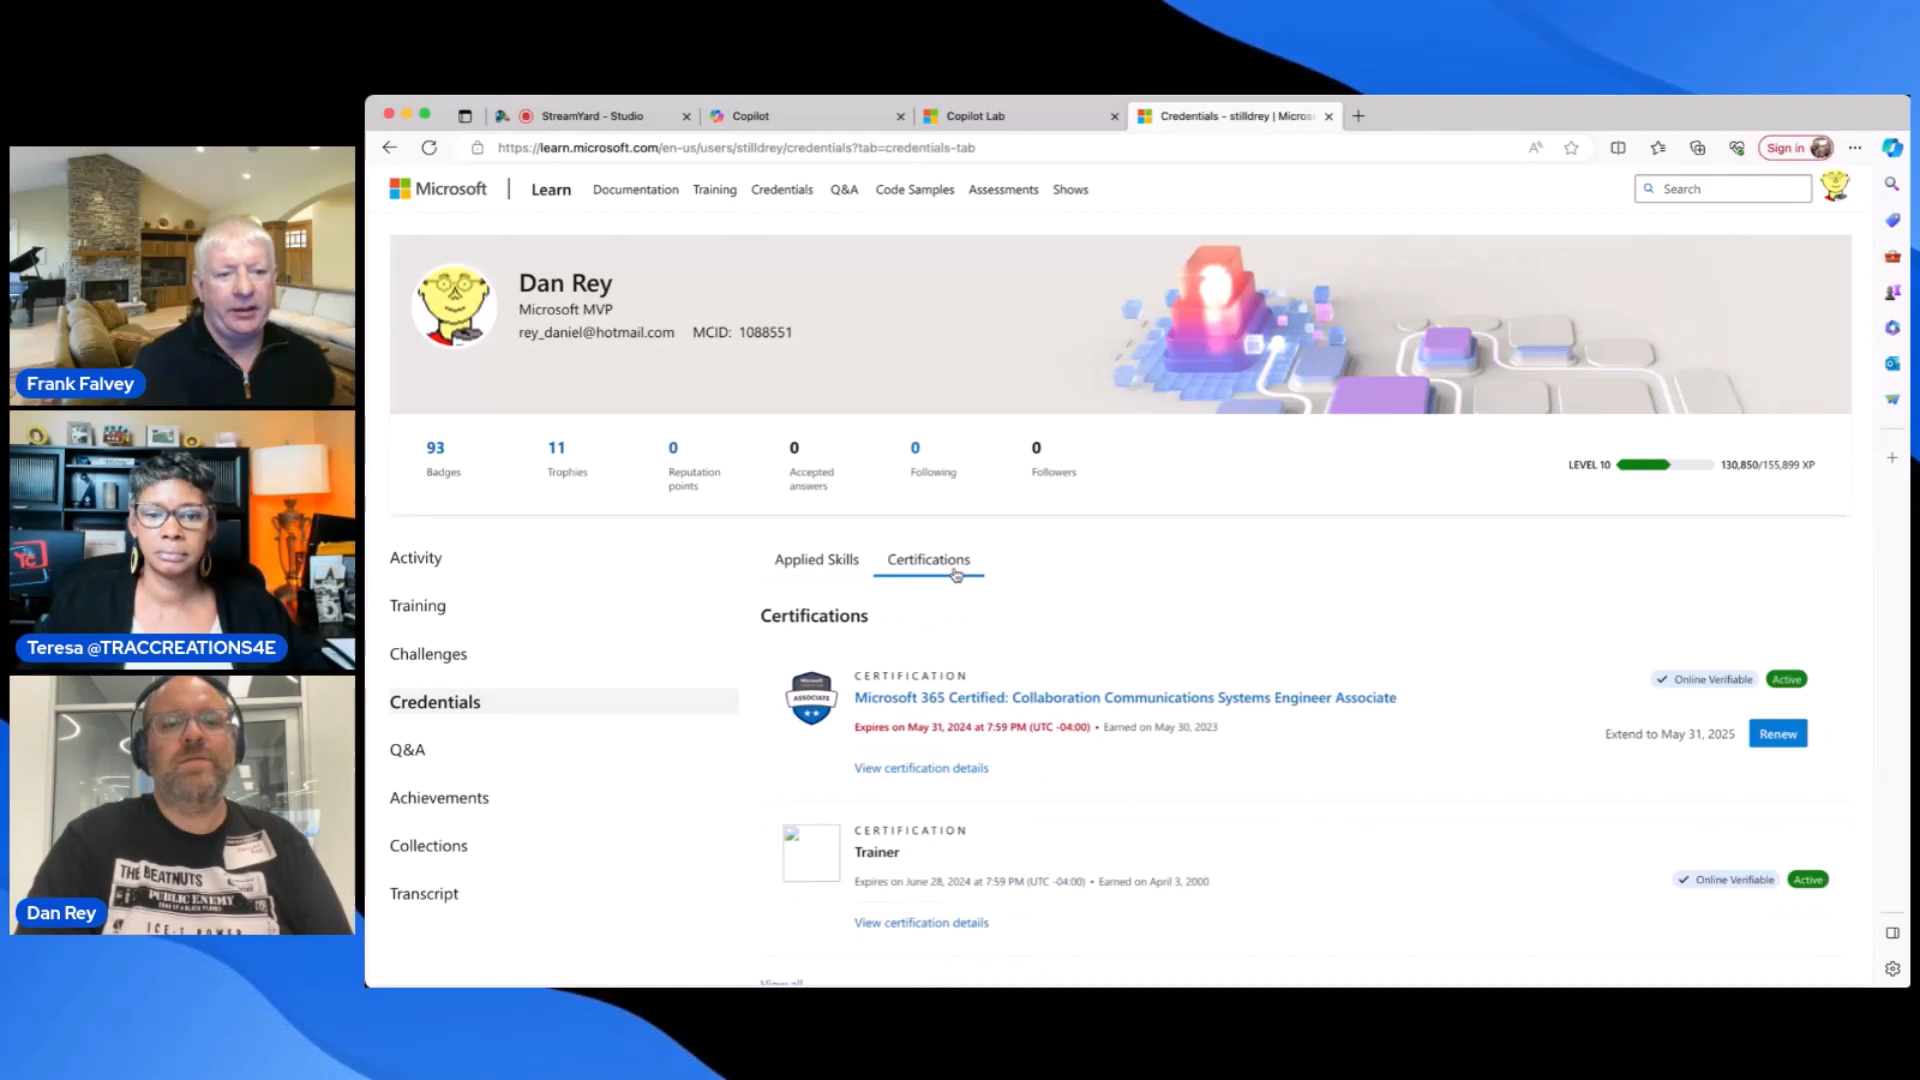 StreamYard - Studio
Copilot
Copilot Lab
Credentials - stilldrey | Micros
https://learn.microsoft.com/en-us/users/stilldrey/credentials?tab=credentials-tab
Sign in
Microsoft | Learn Documentation Training Credentials Q&A Code Samples Assessments Shows
Search
Dan Rey
Microsoft MVP
rey_daniel@hotmail.com MCID: 1088551
93 Badges
11 Trophies
0 Reputation points
0 Accepted answers
0 Following
0 Followers
LEVEL 10 130,850/155,899 XP
Activity
Training
Challenges
Credentials
Q&A
Achievements
Collections
Transcript
Applied Skills Certifications
Certifications
Microsoft
ASSOCIATE
CERTIFICATION
Microsoft 365 Certified: Collaboration Communications Systems Engineer Associate
Expires on May 31, 2024 at 7:59 PM (UTC -04:00) • Earned on May 30, 2023
View certification details
Online Verifiable Active
Extend to May 31, 2025 Renew
CERTIFICATION
Trainer
Expires on June 28, 2024 at 7:59 PM (UTC -04:00) • Earned on April 3, 2000
View certification details
Online Verifiable Active
View all
Frank Falvey
Teresa @TRACCREATIONS4E
THE BEATNUTS
PUBLIC ENEMY
ICE-T POWER
Dan Rey